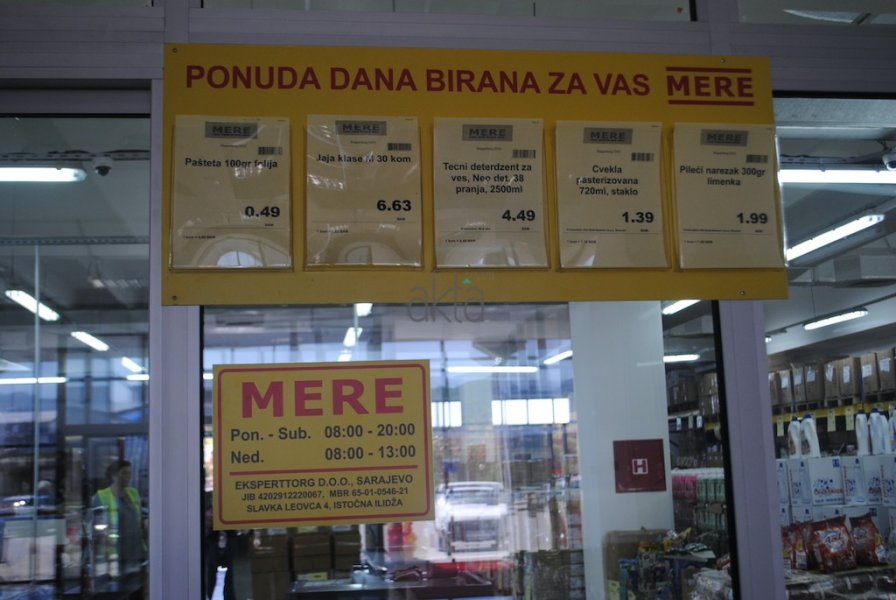 PONUDA DANA BIRANA ZA VAS MERE
MERE
Pašteta 100gr folija
0.49
MERE
Jaja klase M 30 kom
6.63
MERE
Tecni deterdzent za
ves, Neo det. 38
pranja, 2500ml
4.49
MERE
Cvekla
pasterizovana
720ml, staklo
1.39
MERE
Pileći narezak 300gr
limenka
1.99
akta
MERE
Pon. - Sub. 08:00 - 20:00
Ned. 08:00 - 13:00
EKSPERTTORG D.O.O., SARAJEVO
JIB 4202912220067, MBR 65-01-0546-21
SLAVKA LEOVCA 4, ISTOČNA ILIDŽA
H